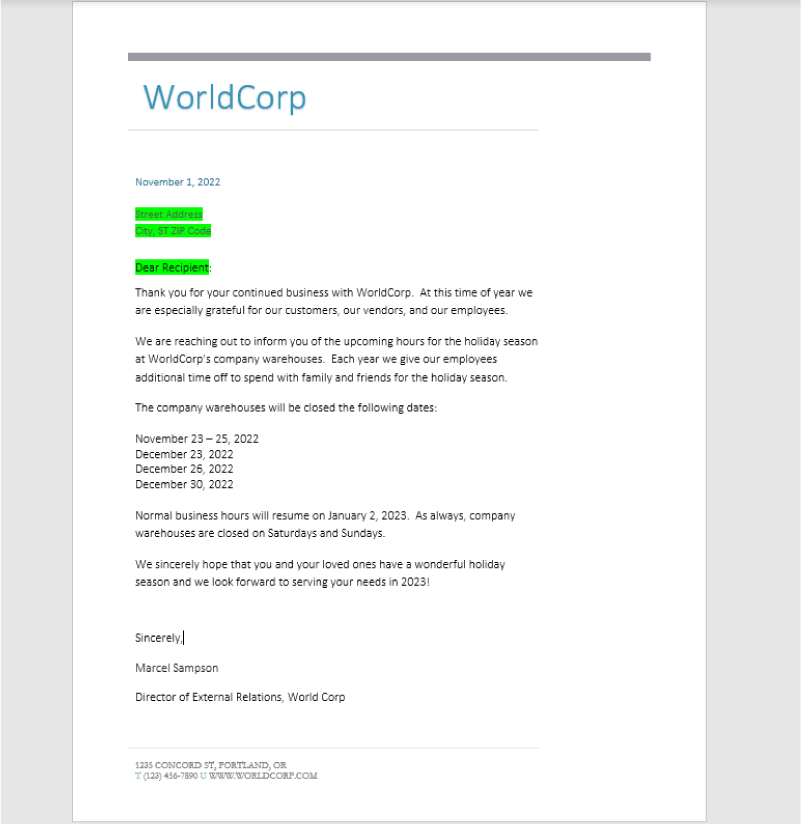 WorldCorp
November 1, 2022
Street Address
City, ST ZIP Code
Dear Recipient:
Thank you for your continued business with WorldCorp.  At this time of year we
are especially grateful for our customers, our vendors, and our employees.
We are reaching out to inform you of the upcoming hours for the holiday season
at WorldCorp's company warehouses.  Each year we give our employees
additional time off to spend with family and friends for the holiday season.
The company warehouses will be closed the following dates:
November 23 – 25, 2022
December 23, 2022
December 26, 2022
December 30, 2022
Normal business hours will resume on January 2, 2023.  As always, company
warehouses are closed on Saturdays and Sundays.
We sincerely hope that you and your loved ones have a wonderful holiday
season and we look forward to serving your needs in 2023!
Sincerely,
Marcel Sampson
Director of External Relations, World Corp
1235 CONCORD ST, PORTLAND, OR
T (123) 456-7890 U WWW.WORLDCORP.COM